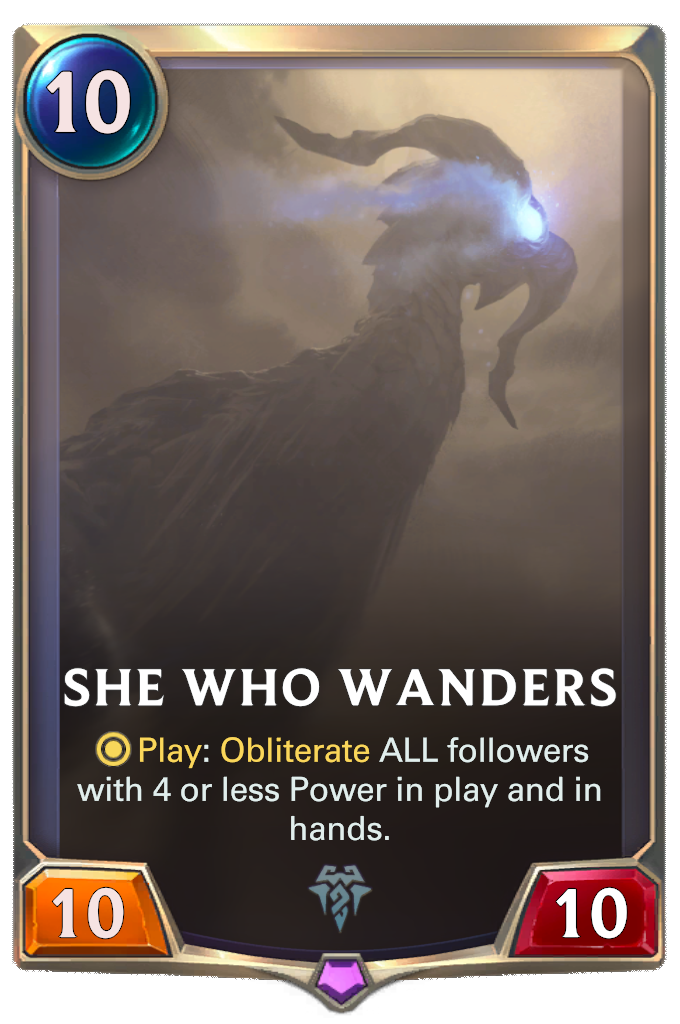 10
SHE WHO WANDERS
Play: Obliterate ALL followers
with 4 or less Power in play and in
hands.
10 10